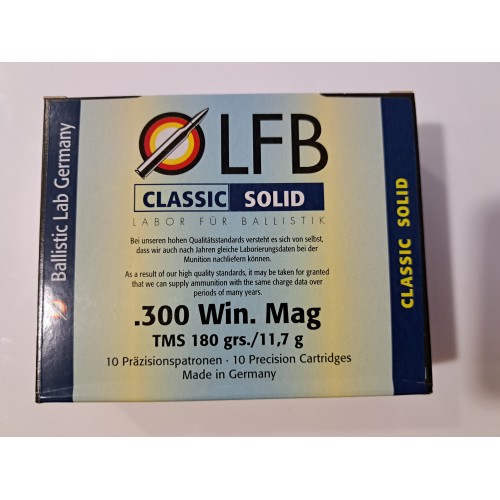 LFB
CLASSIC SOLID
LABOR FÜR BALLISTIK
Bei unseren hohen Qualitätsstandards versteht es sich von selbst,
dass wir auch nach Jahren gleiche Laborierungsdaten bei der
Munition nachliefern können.
As a result of our high quality standards, it may be taken for granted
that we can supply ammunition with the same charge data over
periods of many years.
.300 Win. Mag
TMS 180 grs./11,7 g
10 Präzisionspatronen · 10 Precision Cartridges
Made in Germany
Ballistic Lab Germany
CLASSIC SOLID